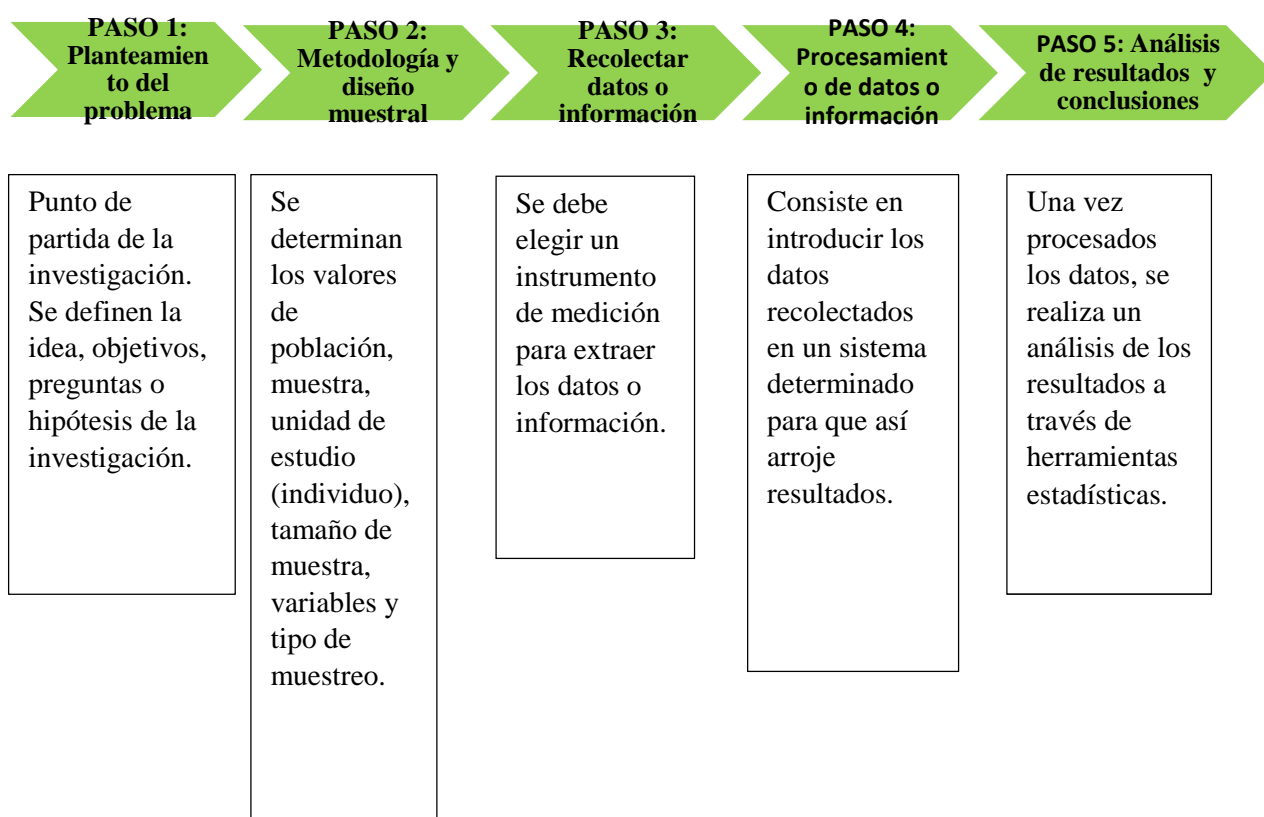 PASO 1:
Planteamien
to del
problema
PASO 2:
Metodología y
diseño
muestral
PASO 3:
Recolectar
datos o
información
PASO 4:
Procesamient
o de datos o
información
PASO 5: Análisis
de resultados y
conclusiones
Punto de
partida de la
investigación.
Se definen la
idea, objetivos,
preguntas o
hipótesis de la
investigación.
Se
determinan
los valores
de
población,
muestra,
unidad de
estudio
(individuo),
tamaño de
muestra,
variables y
tipo de
muestreo.
Se debe
elegir un
instrumento
de medición
para extraer
los datos o
información.
Consiste en
introducir los
datos
recolectados
en un sistema
determinado
para que así
arroje
resultados.
Una vez
procesados
los datos, se
realiza un
análisis de los
resultados a
través de
herramientas
estadísticas.